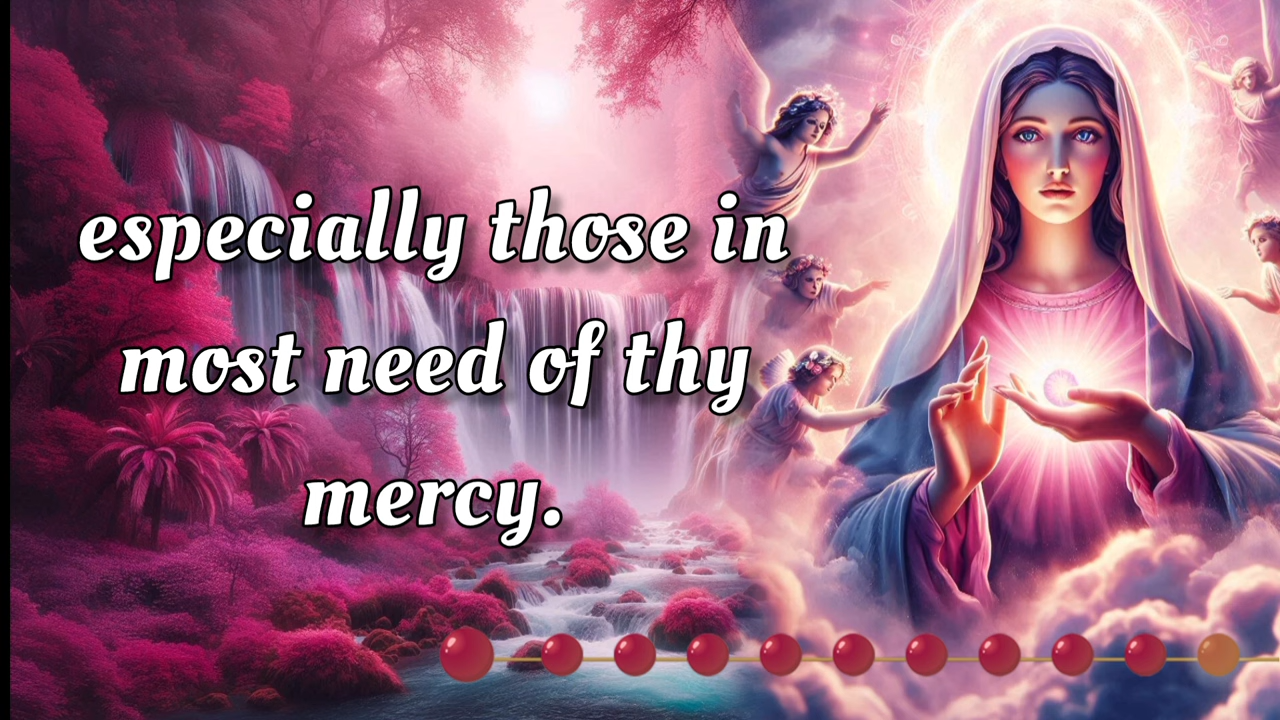 especially those in
most need of thy
mercy.